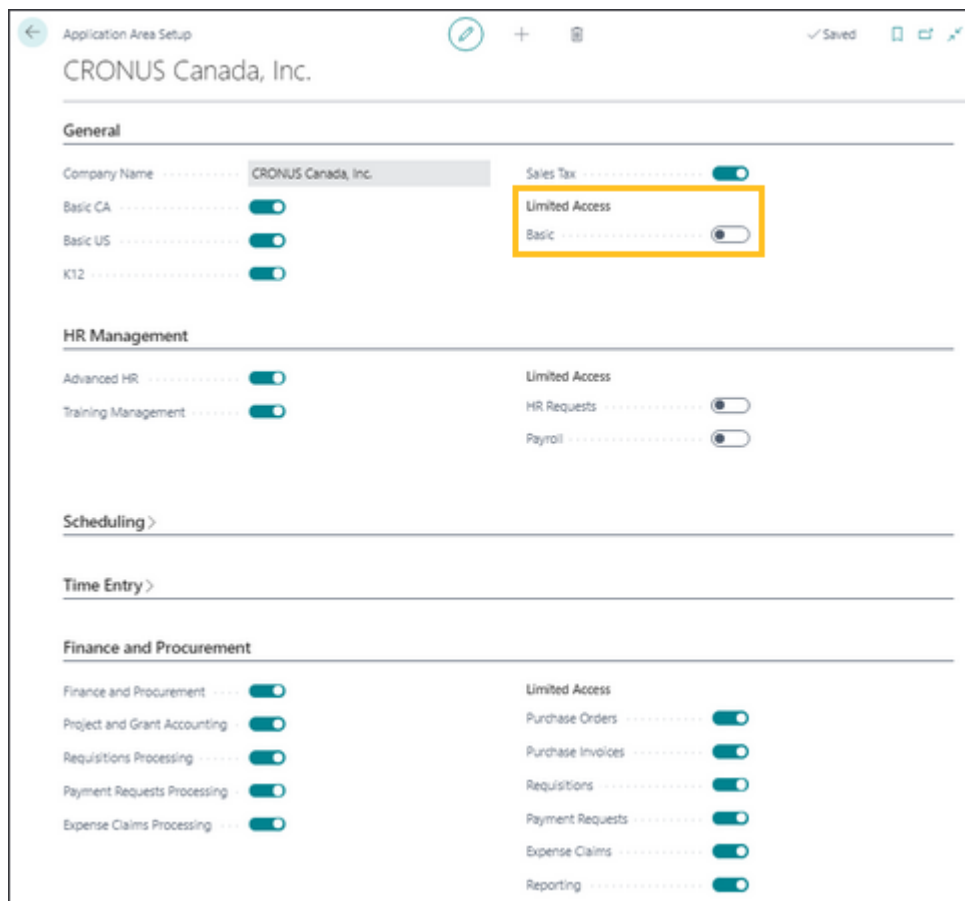 Application Area Setup
Saved
CRONUS Canada, Inc.
General
Company Name CRONUS Canada, Inc.
Sales Tax
Basic CA
Limited Access
Basic US
Basic
K12
HR Management
Advanced HR
Limited Access
Training Management
HR Requests
Payroll
Scheduling
Time Entry
Finance and Procurement
Finance and Procurement
Limited Access
Project and Grant Accounting
Purchase Orders
Requisitions Processing
Purchase Invoices
Payment Requests Processing
Requisitions
Expense Claims Processing
Payment Requests
Expense Claims
Reporting